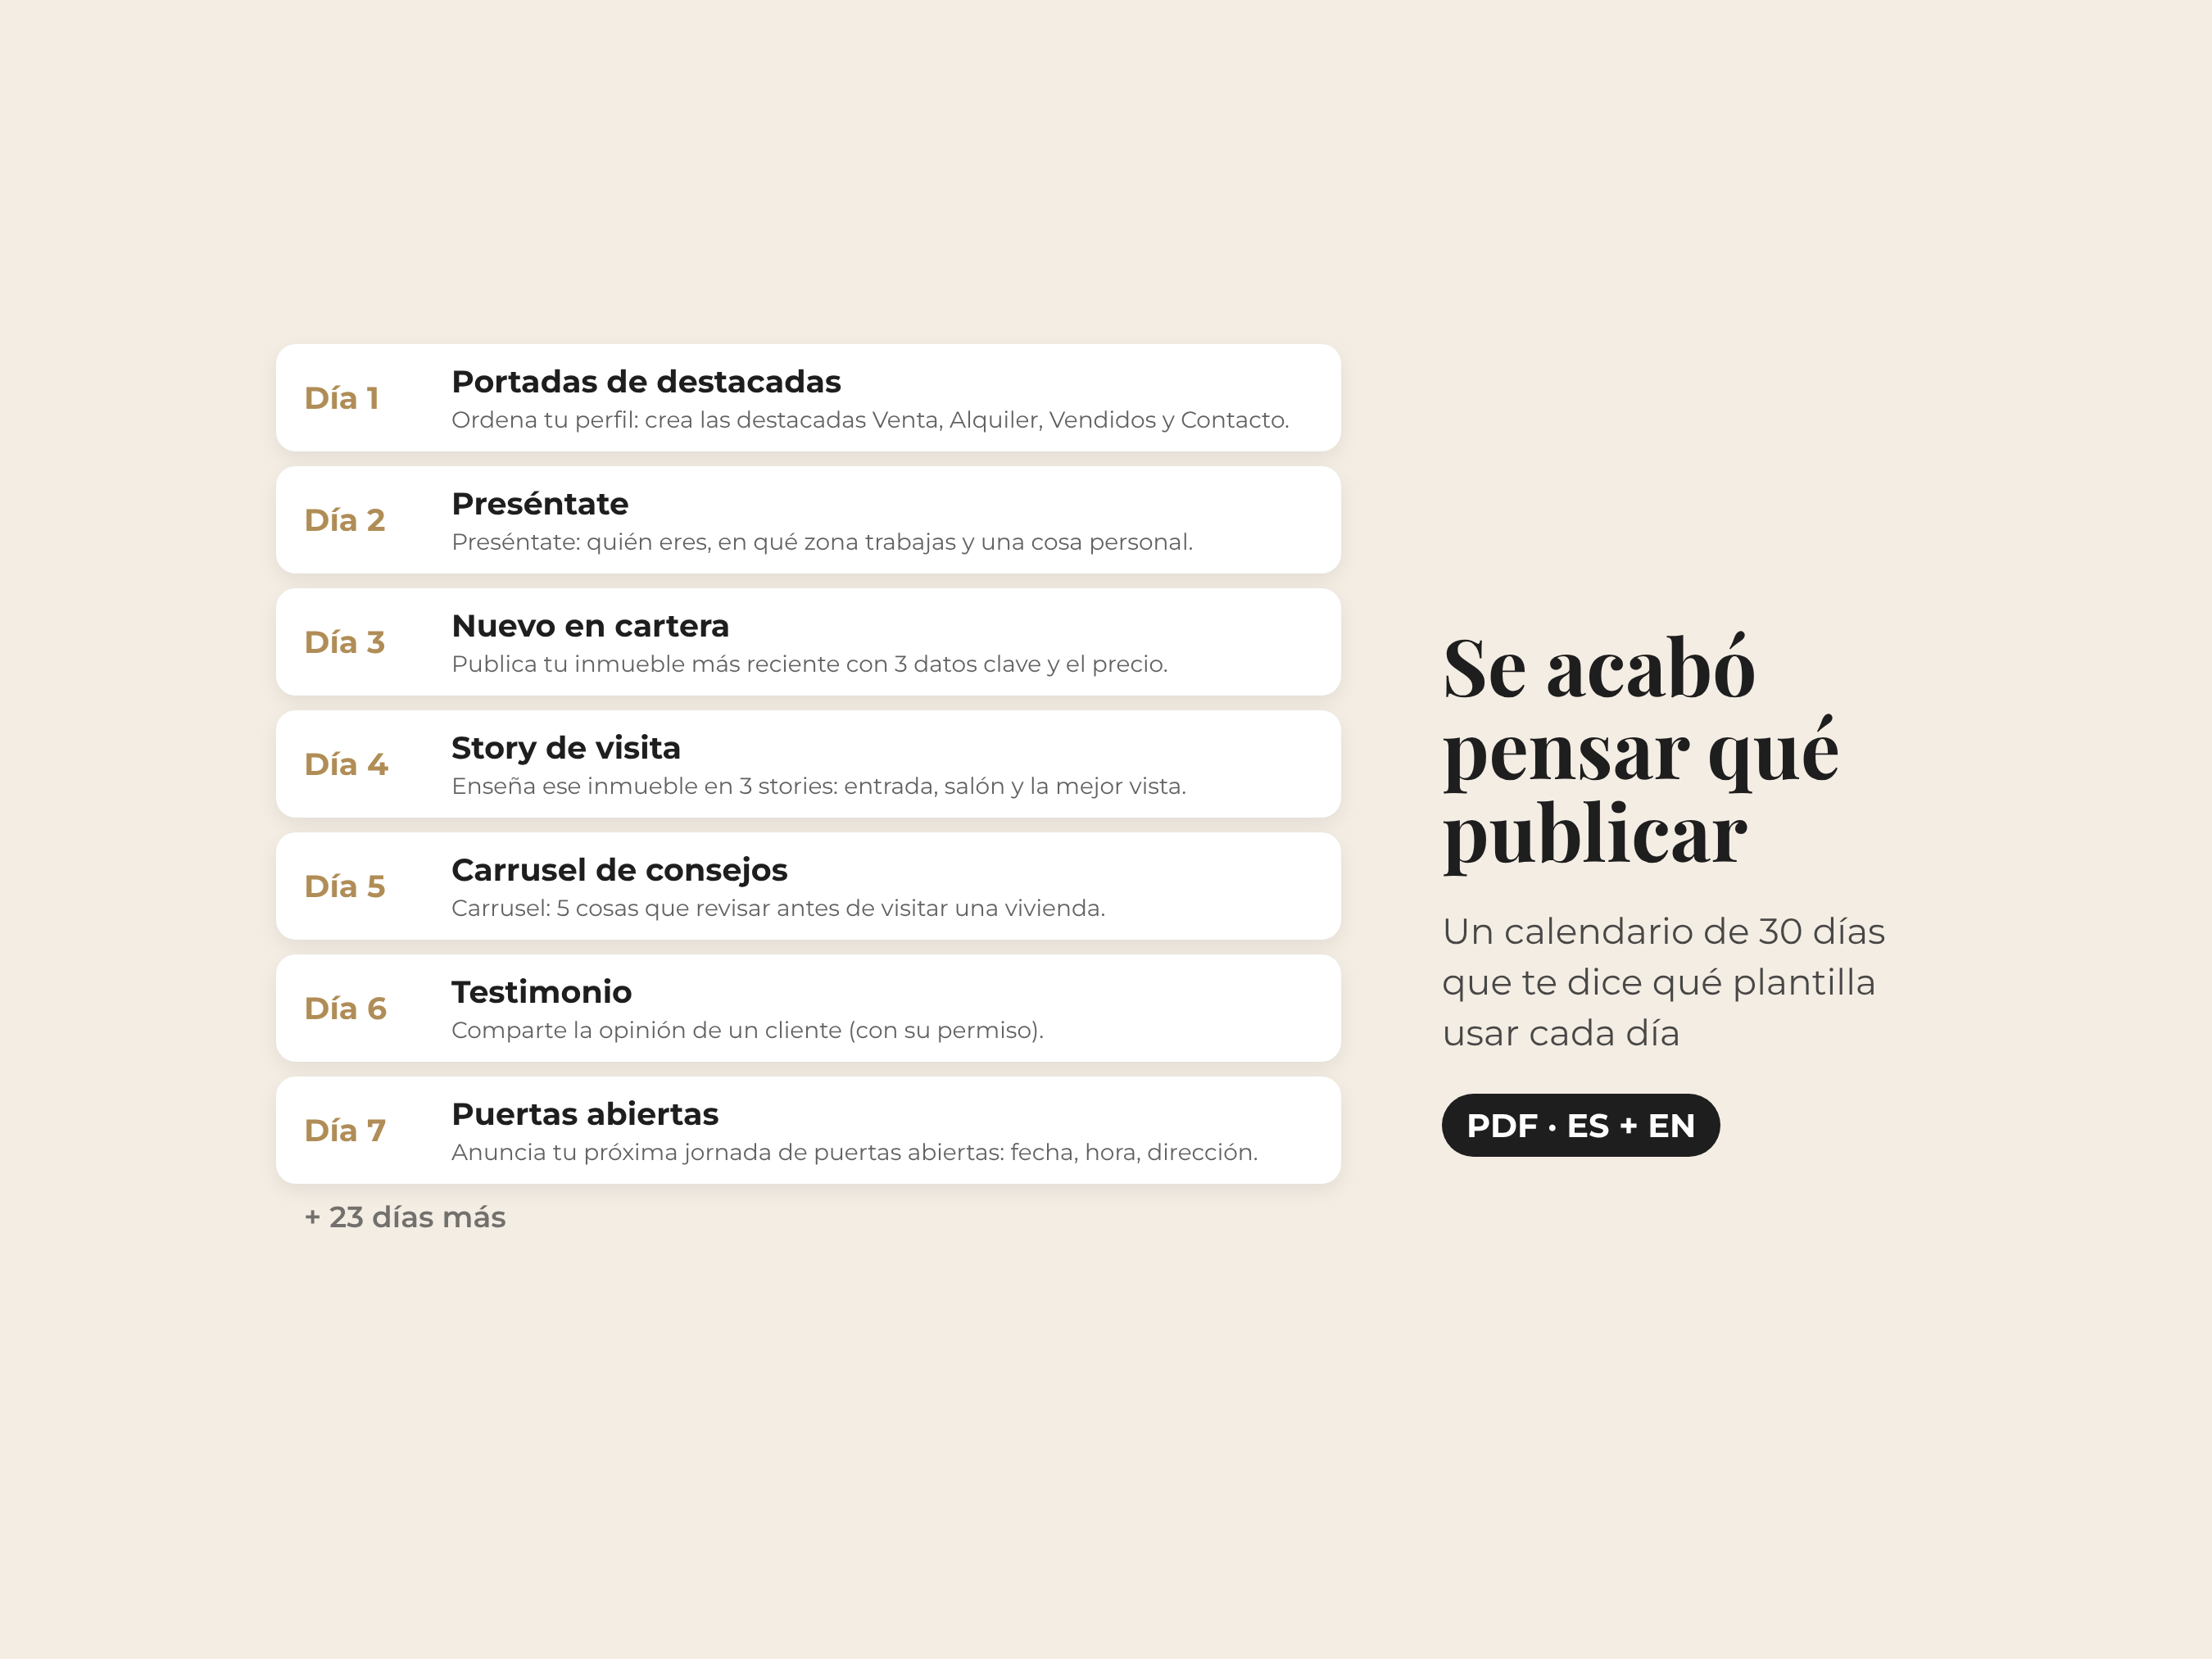 Día 1
Portadas de destacadas
Ordena tu perfil: crea las destacadas Venta, Alquiler, Vendidos y Contacto.
Día 2
Preséntate
Preséntate: quién eres, en qué zona trabajas y una cosa personal.
Día 3
Nuevo en cartera
Publica tu inmueble más reciente con 3 datos clave y el precio.
Día 4
Story de visita
Enseña ese inmueble en 3 stories: entrada, salón y la mejor vista.
Día 5
Carrusel de consejos
Carrusel: 5 cosas que revisar antes de visitar una vivienda.
Día 6
Testimonio
Comparte la opinión de un cliente (con su permiso).
Día 7
Puertas abiertas
Anuncia tu próxima jornada de puertas abiertas: fecha, hora, dirección.
+ 23 días más
Se acabó
pensar qué
publicar
Un calendario de 30 días
que te dice qué plantilla
usar cada día
PDF · ES + EN